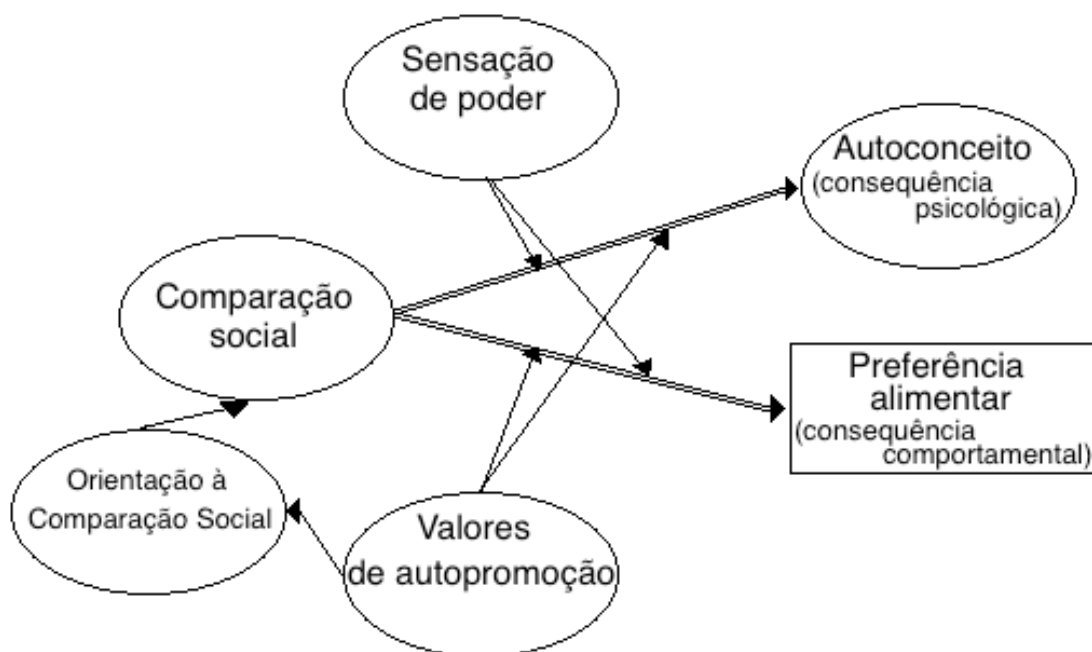 Sensação
de poder
Autoconceito
(consequência
psicológica)
Comparação
social
Preferência
alimentar
(consequência
comportamental)
Orientação à
Comparação Social
Valores
de autopromoção